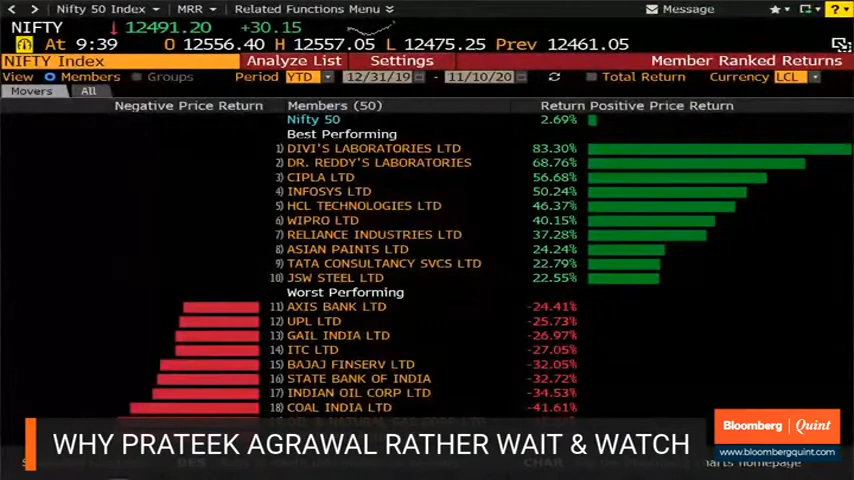 < > Nifty 50 Index MRR Related Functions Menu Message ?
NIFTY ↓12491.20 +30.15
At 9:39 O 12556.40 H 12557.05 L 12475.25 Prev 12461.05
NIFTY Index Analyze List Settings Member Ranked Returns
View Members Groups Period YTD 12/31/19 - 11/10/20 Total Return Currency LCL
Movers All
Negative Price Return Members (50) Return Positive Price Return
Nifty 50 2.69%
Best Performing
1) DIVI'S LABORATORIES LTD 83.30%
2) DR. REDDY'S LABORATORIES 68.76%
3) CIPLA LTD 56.68%
4) INFOSYS LTD 50.24%
5) HCL TECHNOLOGIES LTD 46.37%
6) WIPRO LTD 40.15%
7) RELIANCE INDUSTRIES LTD 37.28%
8) ASIAN PAINTS LTD 24.24%
9) TATA CONSULTANCY SVCS LTD 22.79%
10) JSW STEEL LTD 22.55%
Worst Performing
11) AXIS BANK LTD -24.41%
12) UPL LTD -25.73%
13) GAIL INDIA LTD -26.97%
14) ITC LTD -27.05%
15) BAJAJ FINSERV LTD -32.05%
16) STATE BANK OF INDIA -32.72%
17) INDIAN OIL CORP LTD -34.53%
18) COAL INDIA LTD -41.61%
WHY PRATEEK AGRAWAL RATHER WAIT & WATCH
Bloomberg | Quint
www.bloombergquint.com